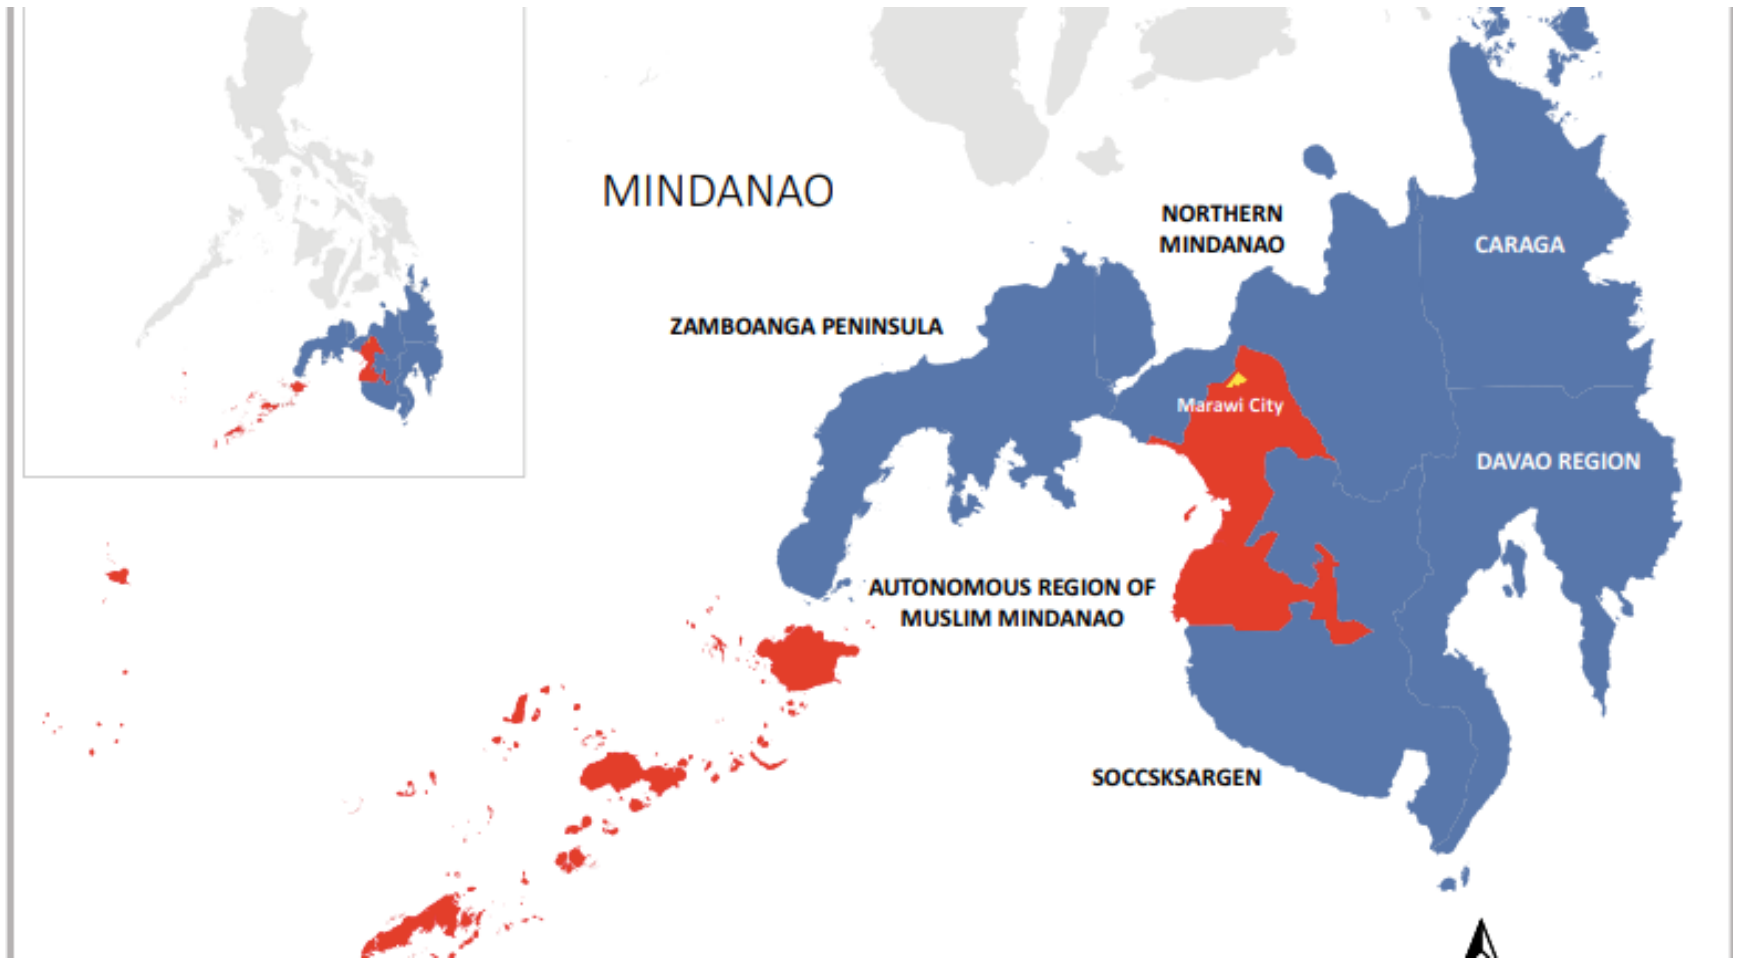 MINDANAO
NORTHERN
MINDANAO
CARAGA
ZAMBOANGA PENINSULA
Marawi City
DAVAO REGION
AUTONOMOUS REGION OF
MUSLIM MINDANAO
SOCCSKSARGEN